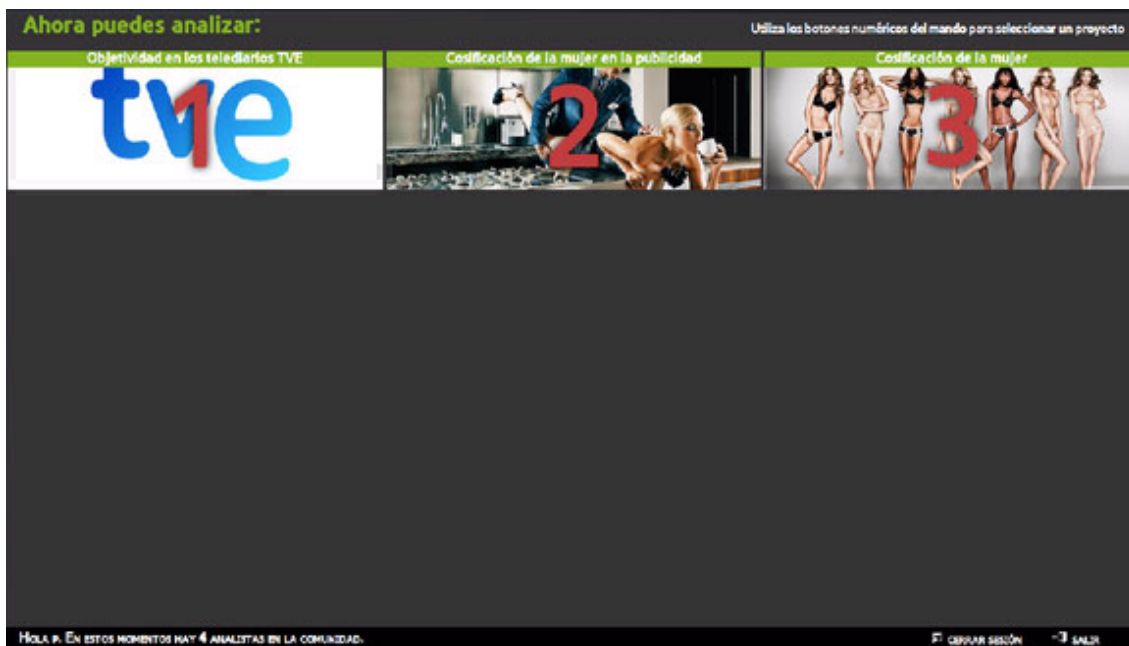 Ahora puedes analizar:
Utiliza los botones numéricos del mando para seleccionar un proyecto
Objetividad en los telediarios TVE
Cosificación de la mujer en la publicidad
Cosificación de la mujer
tve
1
2
3
Hola p. En estos momentos hay 4 analistas en la comunidad.
cerrar sesión
salir